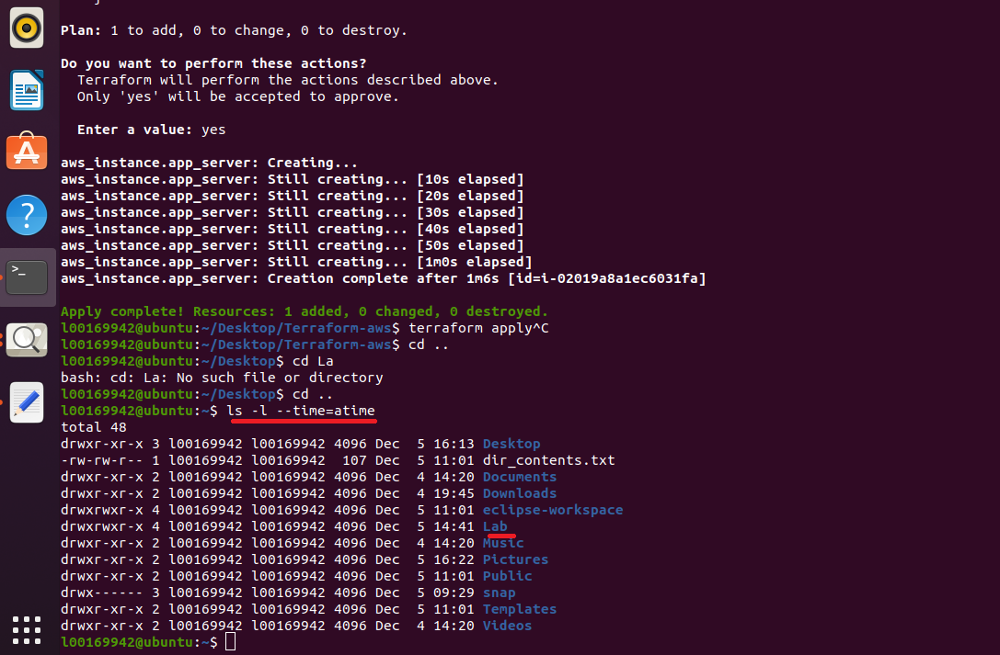 Plan: 1 to add, 0 to change, 0 to destroy.
Do you want to perform these actions?
  Terraform will perform the actions described above.
  Only 'yes' will be accepted to approve.
  Enter a value: yes
aws_instance.app_server: Creating...
aws_instance.app_server: Still creating... [10s elapsed]
aws_instance.app_server: Still creating... [20s elapsed]
aws_instance.app_server: Still creating... [30s elapsed]
aws_instance.app_server: Still creating... [40s elapsed]
aws_instance.app_server: Still creating... [50s elapsed]
aws_instance.app_server: Still creating... [1m0s elapsed]
aws_instance.app_server: Creation complete after 1m6s [id=i-02019a8a1ec6031fa]
Apply complete! Resources: 1 added, 0 changed, 0 destroyed.
l00169942@ubuntu:~/Desktop/Terraform-aws$ terraform apply^C
l00169942@ubuntu:~/Desktop/Terraform-aws$ cd ..
l00169942@ubuntu:~/Desktop$ cd La
bash: cd: La: No such file or directory
l00169942@ubuntu:~/Desktop$ cd ..
l00169942@ubuntu:~$ ls -l --time=atime
total 48
drwxr-xr-x 3 l00169942 l00169942 4096 Dec  5 16:13 Desktop
-rw-rw-r-- 1 l00169942 l00169942  107 Dec  5 11:01 dir_contents.txt
drwxr-xr-x 2 l00169942 l00169942 4096 Dec  4 14:20 Documents
drwxr-xr-x 2 l00169942 l00169942 4096 Dec  4 19:45 Downloads
drwxrwxr-x 4 l00169942 l00169942 4096 Dec  5 11:01 eclipse-workspace
drwxrwxr-x 4 l00169942 l00169942 4096 Dec  5 14:41 Lab
drwxr-xr-x 2 l00169942 l00169942 4096 Dec  4 14:20 Music
drwxr-xr-x 2 l00169942 l00169942 4096 Dec  5 16:22 Pictures
drwxr-xr-x 2 l00169942 l00169942 4096 Dec  5 11:01 Public
drwx------ 3 l00169942 l00169942 4096 Dec  5 09:29 snap
drwxr-xr-x 2 l00169942 l00169942 4096 Dec  5 11:01 Templates
drwxr-xr-x 2 l00169942 l00169942 4096 Dec  4 14:20 Videos
l00169942@ubuntu:~$